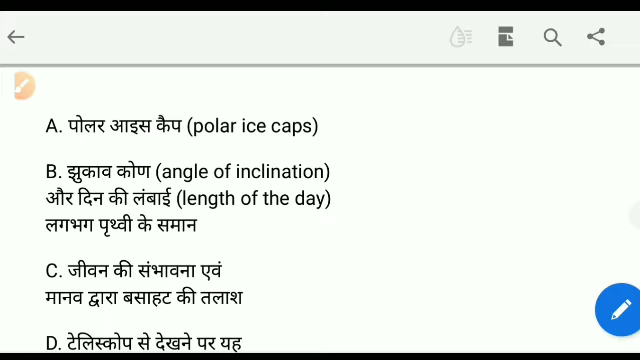 A. पोलर आइस कैप (polar ice caps)
B. झुकाव कोण (angle of inclination)
और दिन की लंबाई (length of the day)
लगभग पृथ्वी के समान
C. जीवन की संभावना एवं
मानव द्वारा बसाहट की तलाश
D. टेलिस्कोप से देखने पर यह